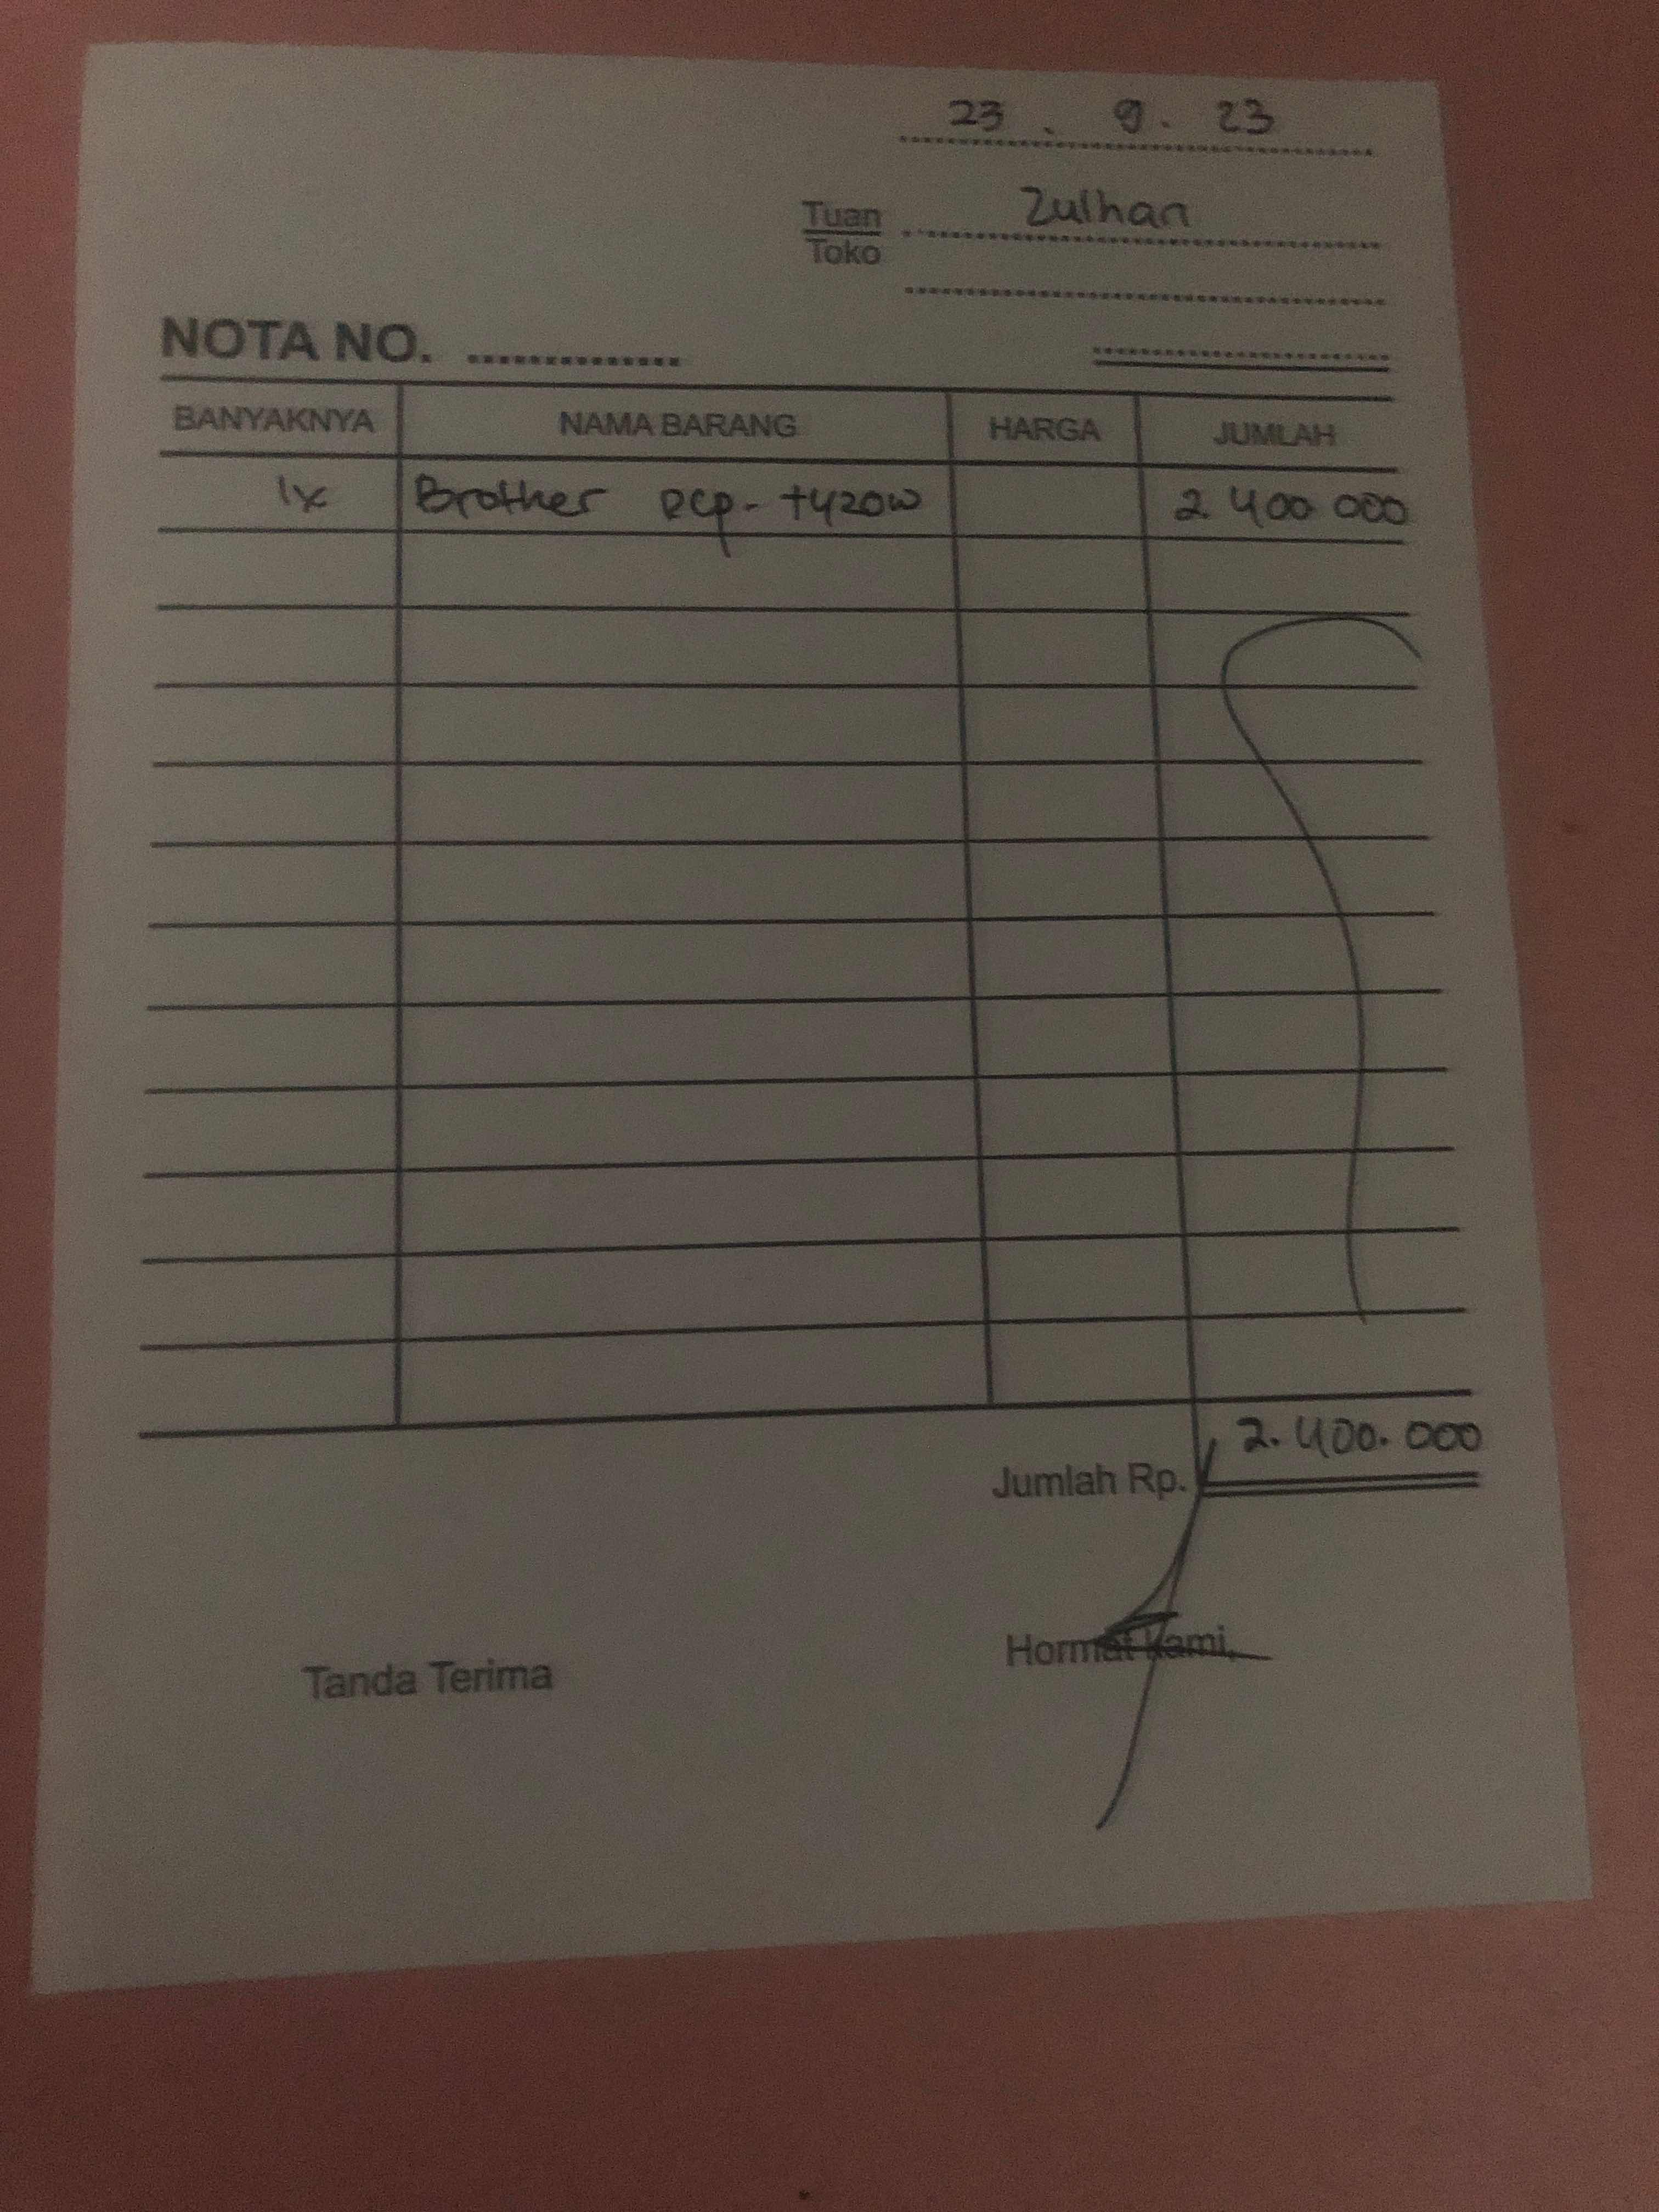 23 . 9 . 23
Tuan Zulhan
Toko
NOTA NO.
BANYAKNYA NAMA BARANG HARGA JUMLAH
1x Brother DCP- T420W 2 400 000
Jumlah Rp. 2.400.000
Tanda Terima Hormat Kami,